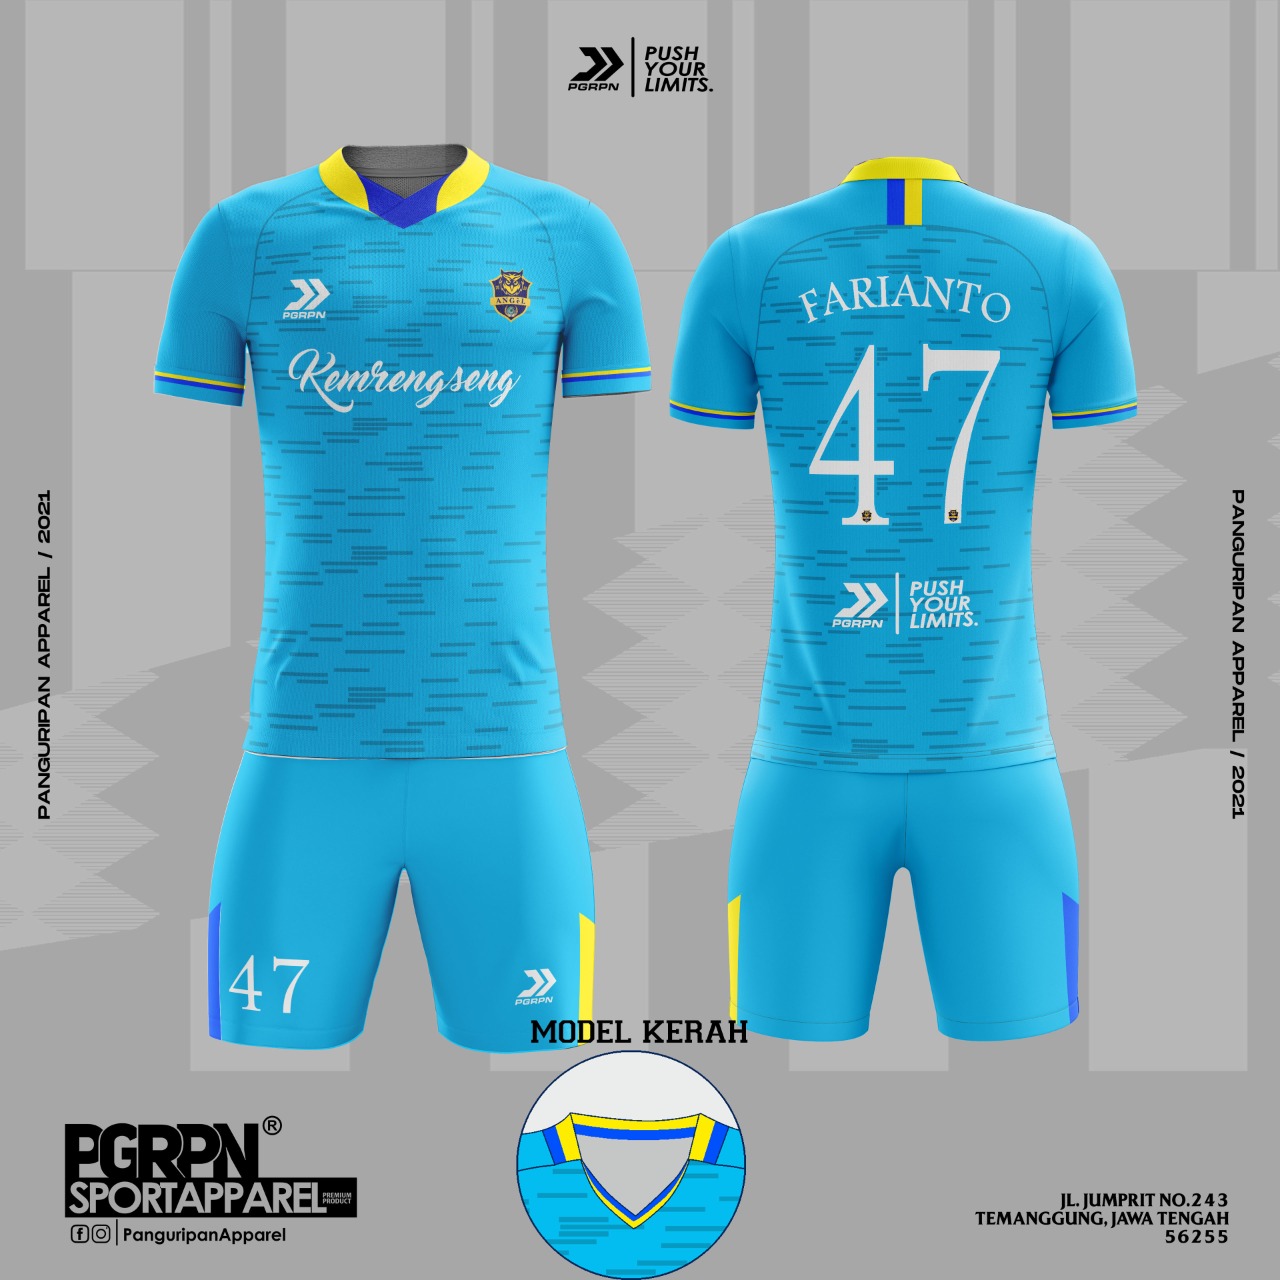 PGRPN
PUSH
YOUR
LIMITS.
PGRPN
ANGEL
Kemrengseng
FARIANTO
47
PGRPN
PUSH
YOUR
LIMITS.
PANGURIPAN APPAREL / 2021
PANGURIPAN APPAREL / 2021
47
PGRPN
MODEL KERAH
PGRPN®
SPORTAPPAREL PREMIUM PRODUCT
PanguripanApparel
JL. JUMPRIT NO.243
TEMANGGUNG, JAWA TENGAH
56255